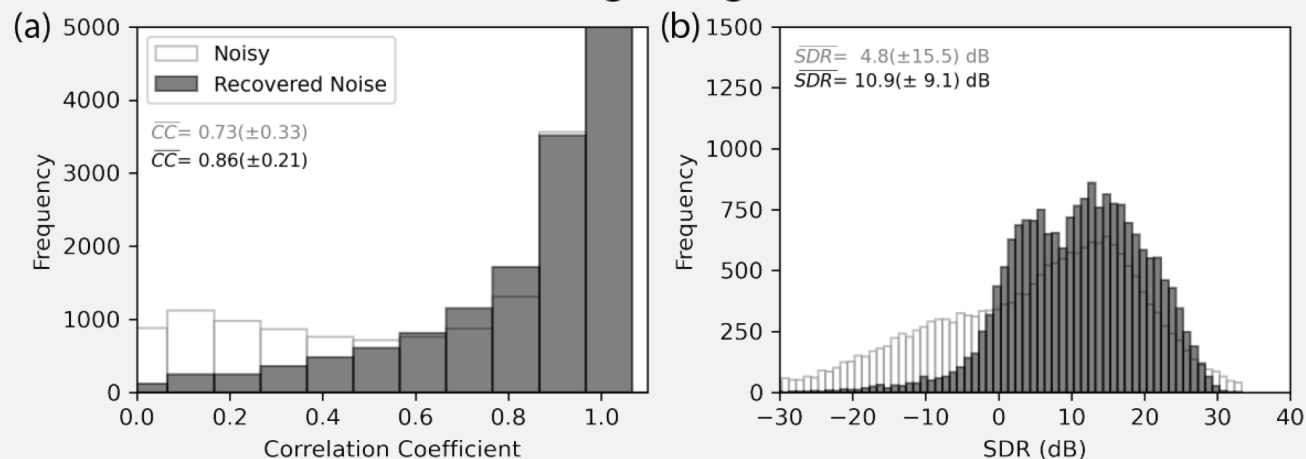 (a)
5000
4000
3000
2000
1000
0
Frequency
Noisy
Recovered Noise
CC= 0.73(±0.33)
CC= 0.86(±0.21)
0.0 0.2 0.4 0.6 0.8 1.0
Correlation Coefficient
(b)
1500
1250
1000
750
500
250
0
Frequency
SDR= 4.8(±15.5) dB
SDR= 10.9(± 9.1) dB
−30 −20 −10 0 10 20 30 40
SDR (dB)